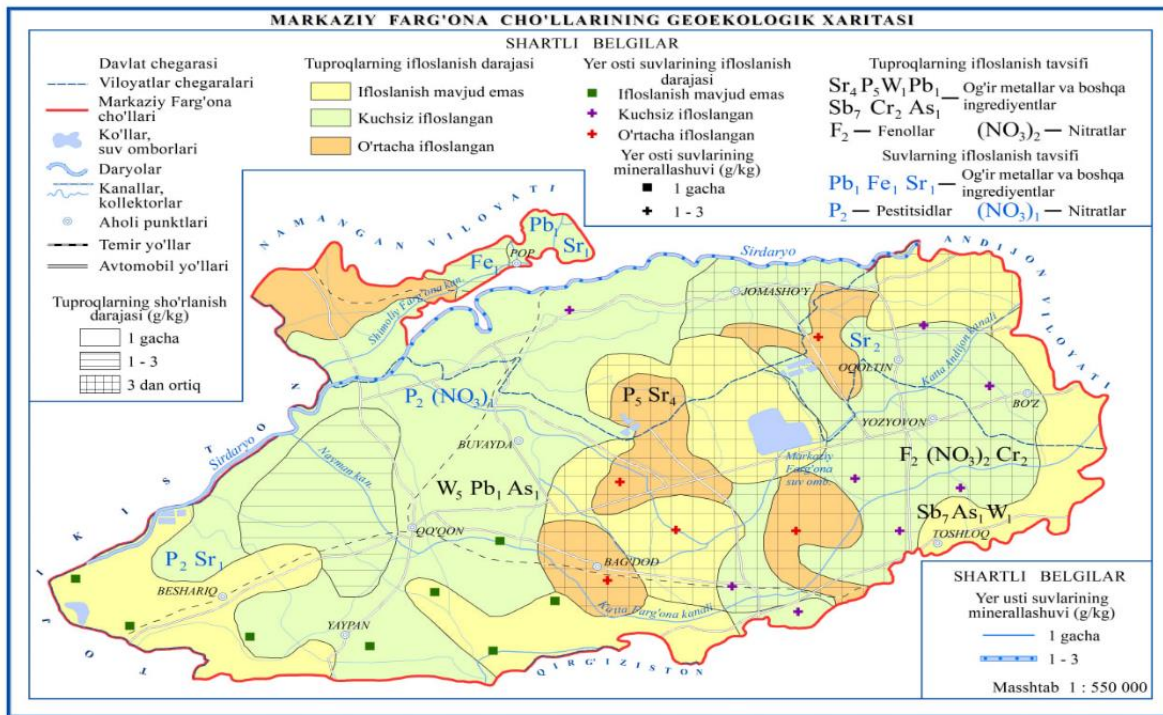 MARKAZIY FARG'ONA CHO'LLARINING GEOEKOLOGIK XARITASI
SHARTLI BELGILAR
Davlat chegarasi
Viloyatlar chegaralari
Markaziy Farg'ona
cho'llari
Ko'llar,
suv omborlari
Daryolar
Kanallar,
kollektorlar
Aholi punktlari
Temir yo'llar
Avtomobil yo'llari
Tuproqlarning sho'rlanish
darajasi (g/kg)
1 gacha
1 - 3
3 dan ortiq
Tuproqlarning ifloslanish darajasi
Ifloslanish mavjud emas
Kuchsiz ifloslangan
O'rtacha ifloslangan
Yer osti suvlarining ifloslanish
darajasi
Ifloslanish mavjud emas
Kuchsiz ifloslangan
O'rtacha ifloslangan
Yer osti suvlarining
minerallashuvi (g/kg)
1 gacha
1 - 3
Tuproqlarning ifloslanish tavsifi
Sr4 P5 W1 Pb1
Sb7 Cr2 As1
Og'ir metallar va boshqa
ingrediyentlar
F2 — Fenollar (NO3)2 — Nitratlar
Suvlarning ifloslanish tavsifi
Pb1 Fe1 Sr1 — Og'ir metallar va boshqa
ingrediyentlar
P2 — Pestitsidlar (NO3)1 — Nitratlar
NAMANGAN VILOYATI
Pb1
Sr1
POP
Fe1
Shimoliy Farg'ona kan.
Sirdaryo
ANDIJON VILOYATI
JOMASHO'Y
Sr2
OQOLTIN
Katta Andijon kanali
P5 Sr4
P2 (NO3)1
BO'Z
YOZYOVON
BUVAYDA
Sirdaryo
Nayman kan.
Markaziy
Farg'ona
suv omb.
F2 (NO3)2 Cr2
W5 Pb1 As1
Sb7 As1 W1
QO'QON
TOSHLOQ
P2 Sr1
BAG'DOD
BESHARIQ
Katta Farg'ona kanali
YAYPAN
TOJIKISTON
QIRG'IZISTON
SHARTLI BELGILAR
Yer usti suvlarining
minerallashuvi (g/kg)
1 gacha
1 - 3
Masshtab 1 : 550 000